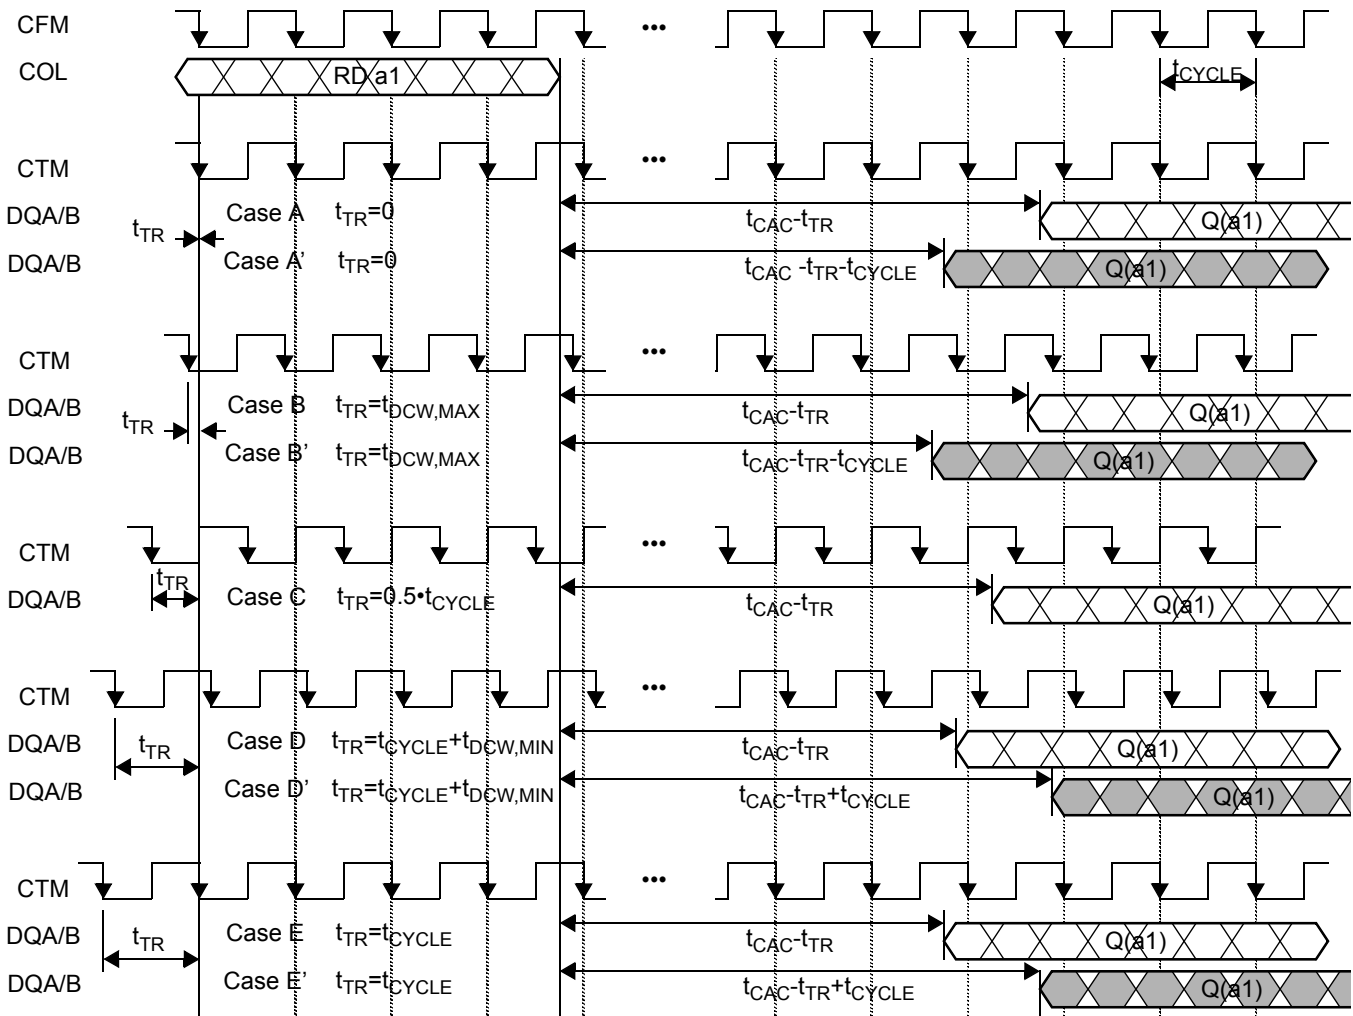 CFM •••
COL RD a1 tCYCLE
CTM •••
DQA/B Case A tTR=0 tCAC-tTR Q(a1)
tTR
DQA/B Case A' tTR=0 tCAC -tTR-tCYCLE Q(a1)
CTM •••
DQA/B Case B tTR=tDCW,MAX tCAC-tTR Q(a1)
tTR
DQA/B Case B' tTR=tDCW,MAX tCAC-tTR-tCYCLE Q(a1)
CTM •••
tTR
DQA/B Case C tTR=0.5•tCYCLE tCAC-tTR Q(a1)
CTM •••
DQA/B tTR Case D tTR=tCYCLE+tDCW,MIN tCAC-tTR Q(a1)
DQA/B Case D' tTR=tCYCLE+tDCW,MIN tCAC-tTR+tCYCLE Q(a1)
CTM •••
DQA/B tTR Case E tTR=tCYCLE tCAC-tTR Q(a1)
DQA/B Case E' tTR=tCYCLE tCAC-tTR+tCYCLE Q(a1)